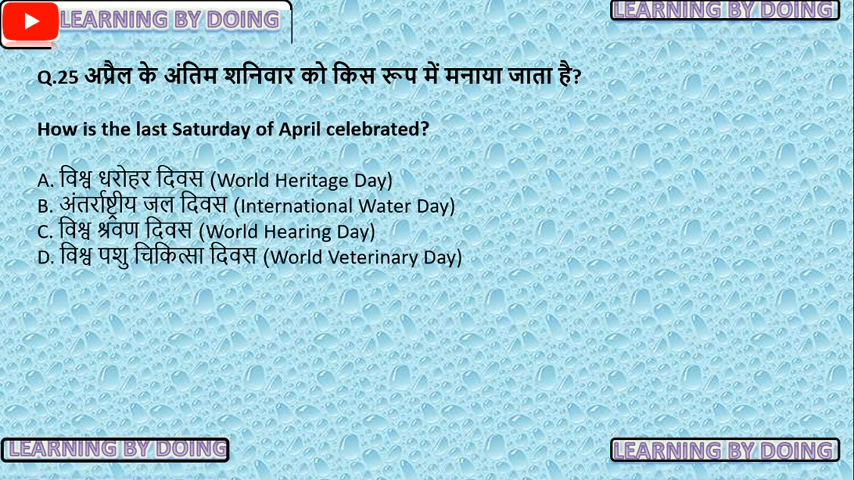 LEARNING BY DOING
LEARNING BY DOING
Q.25 अप्रैल के अंतिम शनिवार को किस रूप में मनाया जाता है?
How is the last Saturday of April celebrated?
A. विश्व धरोहर दिवस (World Heritage Day)
B. अंतर्राष्ट्रीय जल दिवस (International Water Day)
C. विश्व श्रवण दिवस (World Hearing Day)
D. विश्व पशु चिकित्सा दिवस (World Veterinary Day)
LEARNING BY DOING
LEARNING BY DOING